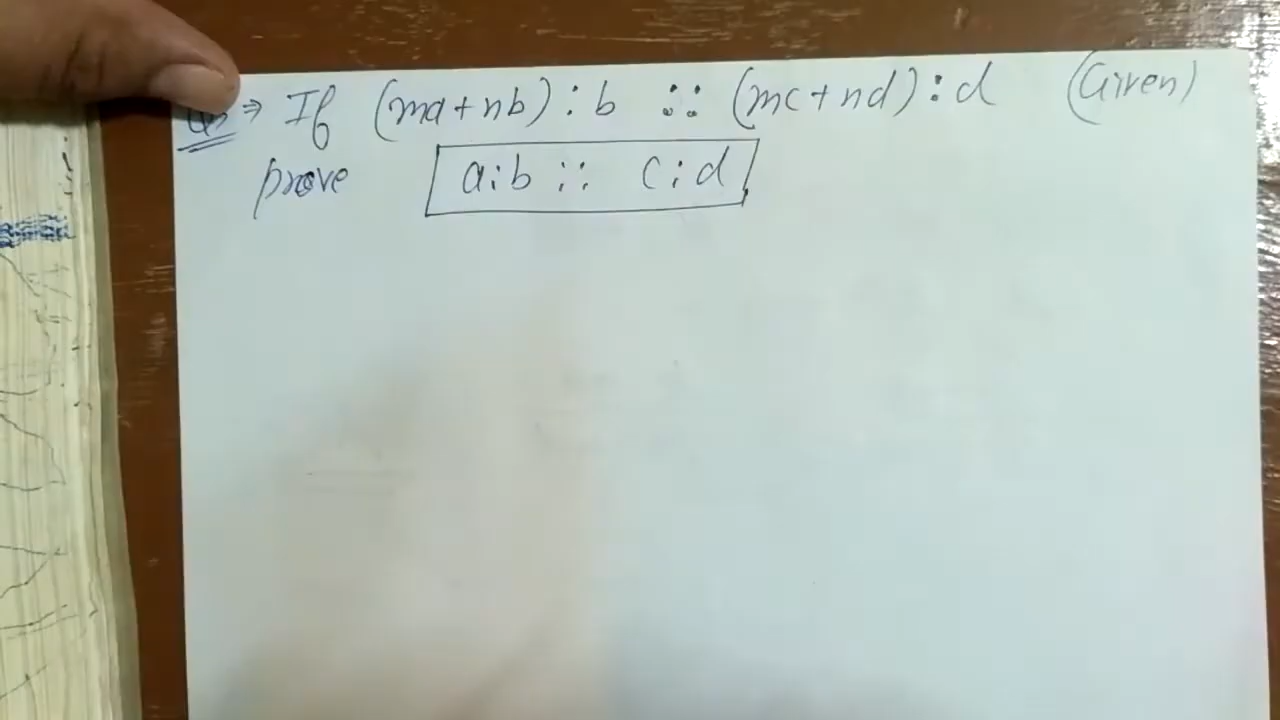 ⇒ If (ma+nb) : b :: (mc+nd) : d (Given)
prove a:b :: c:d